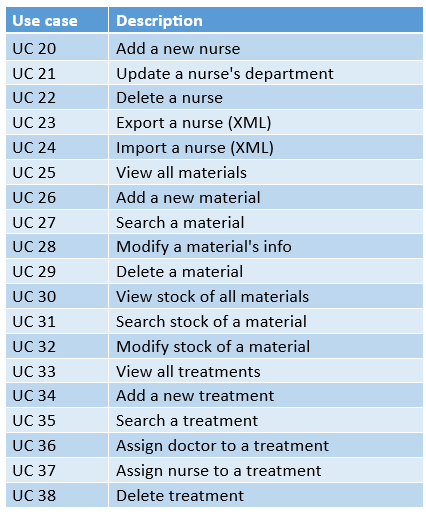 Use case Description
UC 20 Add a new nurse
UC 21 Update a nurse's department
UC 22 Delete a nurse
UC 23 Export a nurse (XML)
UC 24 Import a nurse (XML)
UC 25 View all materials
UC 26 Add a new material
UC 27 Search a material
UC 28 Modify a material's info
UC 29 Delete a material
UC 30 View stock of all materials
UC 31 Search stock of a material
UC 32 Modify stock of a material
UC 33 View all treatments
UC 34 Add a new treatment
UC 35 Search a treatment
UC 36 Assign doctor to a treatment
UC 37 Assign nurse to a treatment
UC 38 Delete treatment